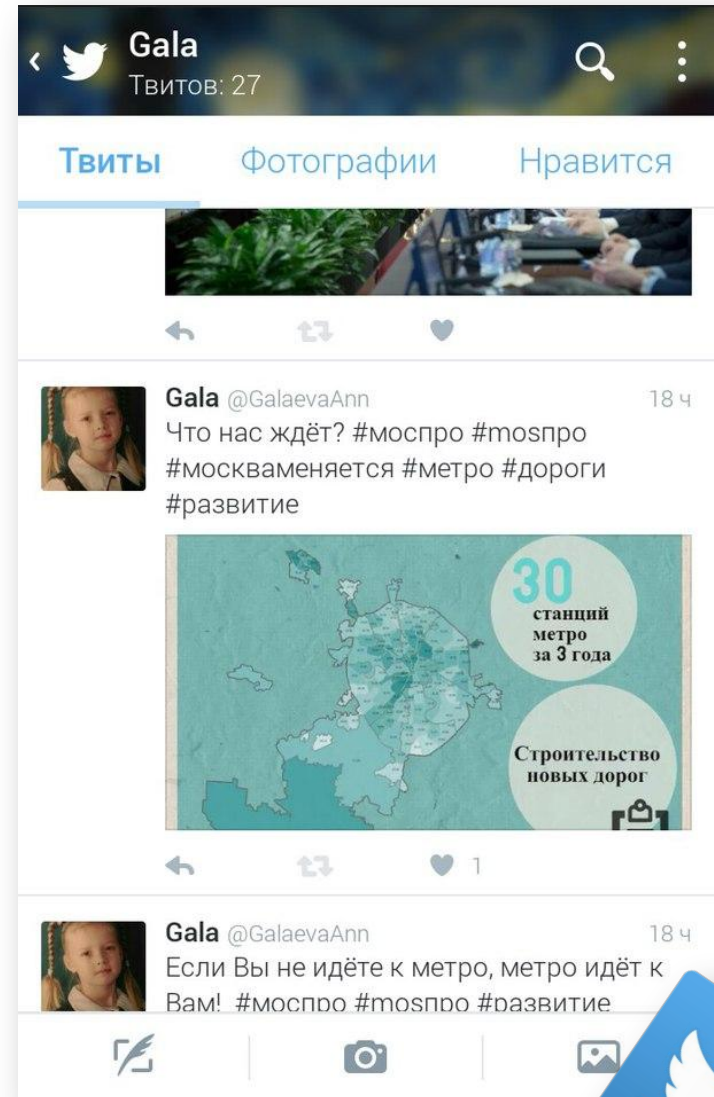 Gala
Твитов: 27
Твиты Фотографии Нравится
Gala @GalaevaAnn 18 ч
Что нас ждёт? #моспро #mosпро
#москваменяется #метро #дороги
#развитие
30
станций
метро
за 3 года
Строительство
новых дорог
1
Gala @GalaevaAnn 18 ч
Если Вы не идёте к метро, метро идёт к
Вам! #моспро #mosпро #развитие